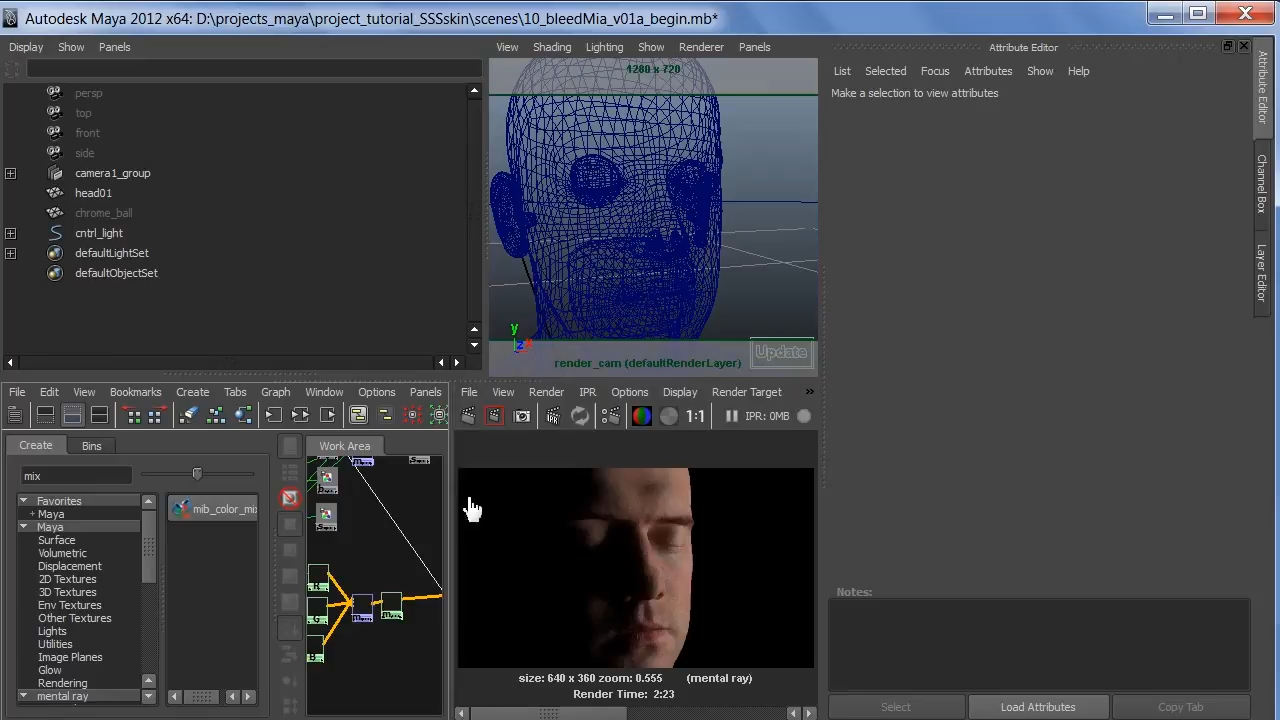 Autodesk Maya 2012 x64: D:\projects_maya\project_tutorial_SSSskin\scenes\10_bleedMia_v01a_begin.mb*
Display Show Panels
View Shading Lighting Show Renderer Panels
Attribute Editor
1280 x 720
List Selected Focus Attributes Show Help
Make a selection to view attributes
persp
top
front
side
camera1_group
head01
chrome_ball
cntrl_light
defaultLightSet
defaultObjectSet
y
z
Update
render_cam (defaultRenderLayer)
Attribute Editor
Channel Box
Layer Editor
File Edit View Bookmarks Create Tabs Graph Window Options Panels
File View Render IPR Options Display Render Target »
IPR
1:1
IPR: 0MB
Create Bins
Work Area
mix
Favorites
+ Maya
Maya
Surface
Volumetric
Displacement
2D Textures
3D Textures
Env Textures
Other Textures
Lights
Utilities
Image Planes
Glow
Rendering
mental ray
mib_color_mi
R
G
B
size: 640 x 360 zoom: 0.555 (mental ray)
Render Time: 2:23
Notes:
Select
Load Attributes
Copy Tab